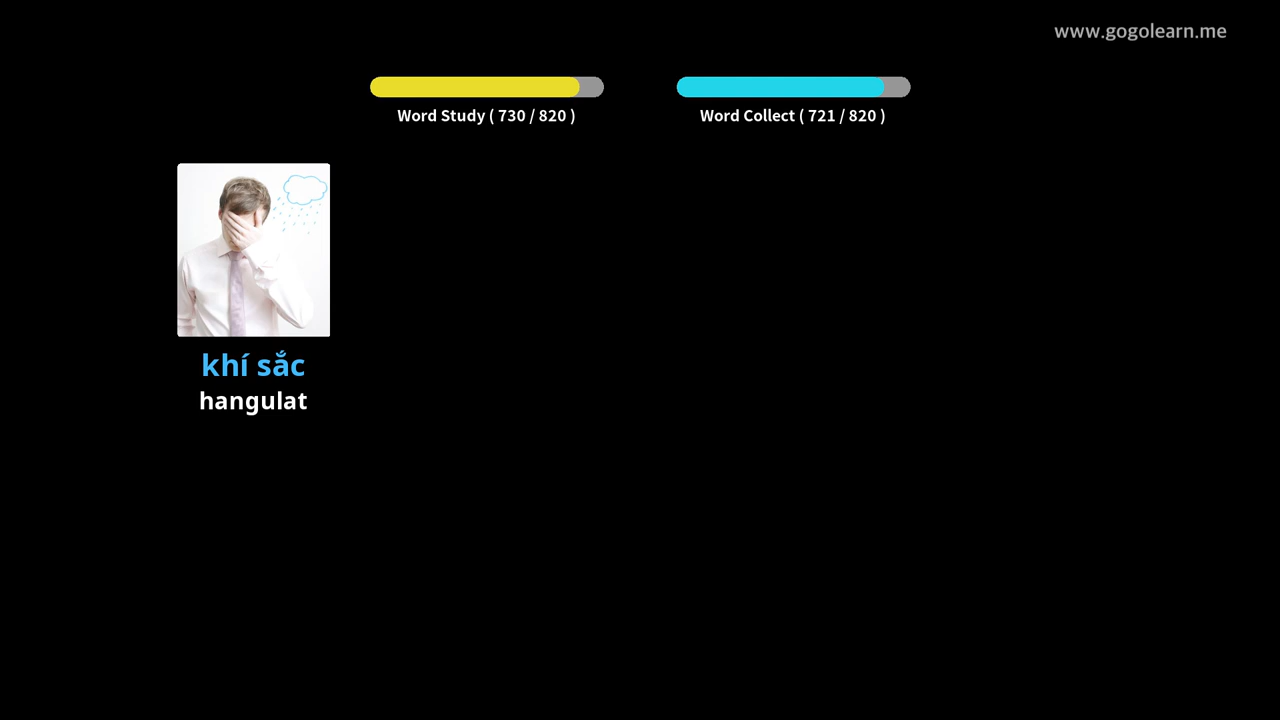 www.gogolearn.me
Word Study ( 730 / 820 )
Word Collect ( 721 / 820 )
khí sắc
hangulat